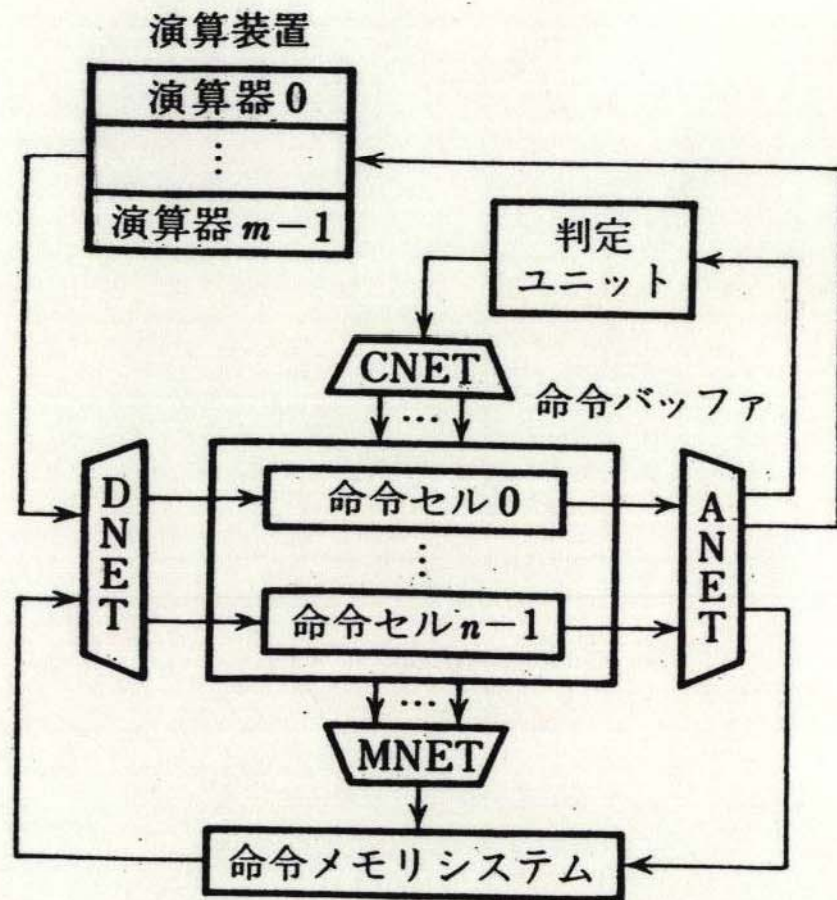 演算装置
演算器0
⋮
演算器m−1
判定
ユニット
CNET
…
命令バッファ
DNET
命令セル0
⋮
命令セルn−1
ANET
…
MNET
命令メモリシステム